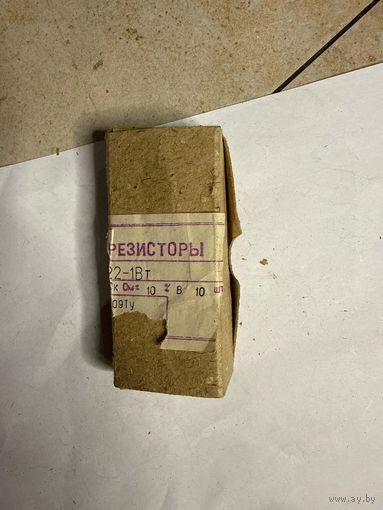 РЕЗИСТОРЫ
22-1Вт
к Ом± 10 % В 10 шт
09Ту
www.ay.by